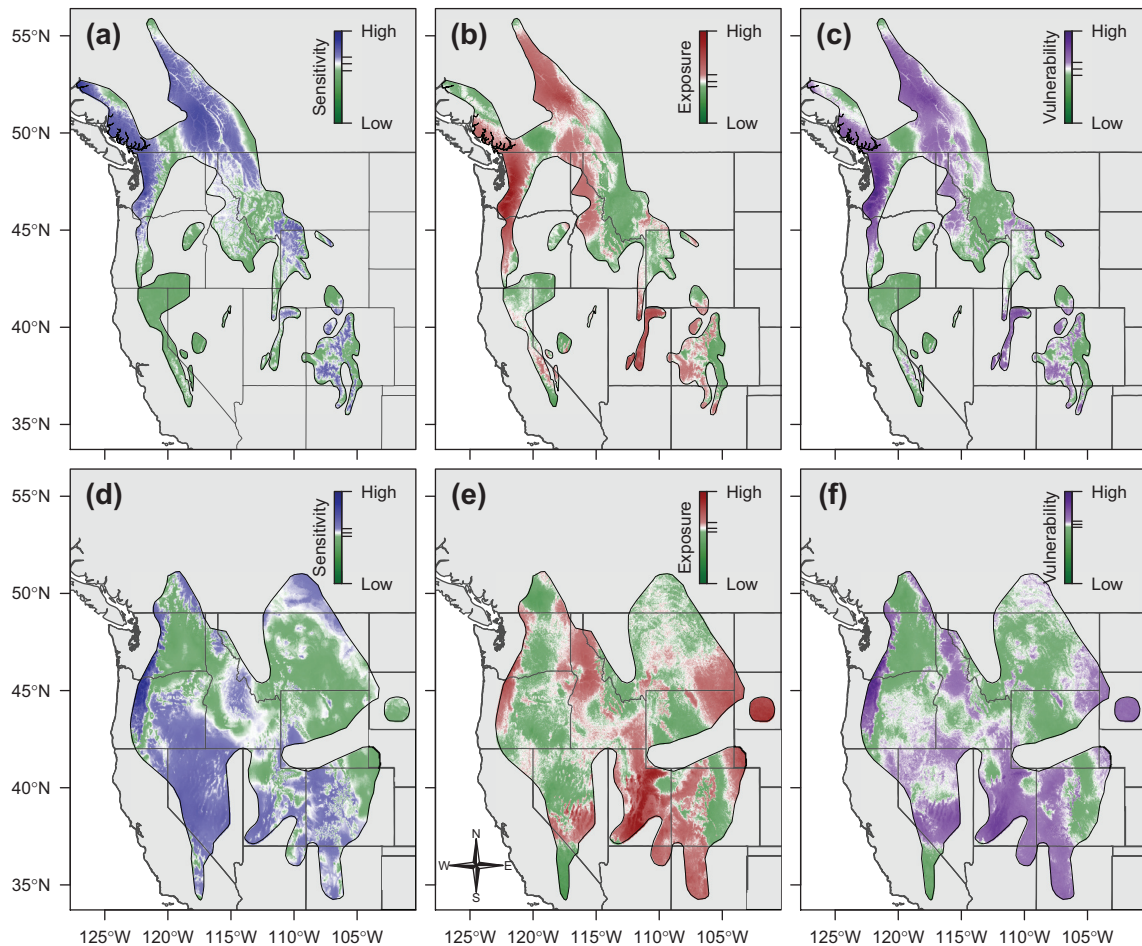 (a)
Sensitivity
High
Low
(b)
Exposure
High
Low
(c)
Vulnerability
High
Low
55°N
50°N
45°N
40°N
35°N
(d)
Sensitivity
High
Low
(e)
Exposure
High
Low
(f)
Vulnerability
High
Low
55°N
50°N
45°N
40°N
35°N
N
W E
S
125°W 120°W 115°W 110°W 105°W
125°W 120°W 115°W 110°W 105°W
125°W 120°W 115°W 110°W 105°W